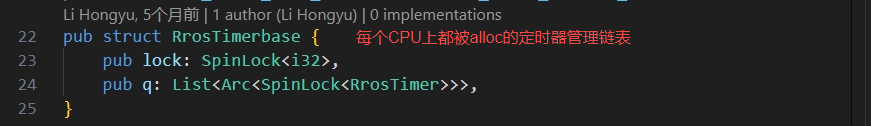 Li Hongyu, 5个月前 | 1 author (Li Hongyu) | 0 implementations
22 pub struct RrosTimerbase { 每个CPU上都被alloc的定时器管理链表
23 pub lock: SpinLock<i32>,
24 pub q: List<Arc<SpinLock<RrosTimer>>>,
25 }